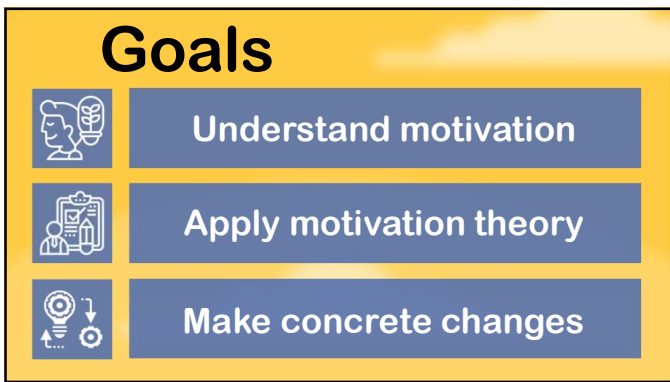 Goals
Understand motivation
Apply motivation theory
Make concrete changes